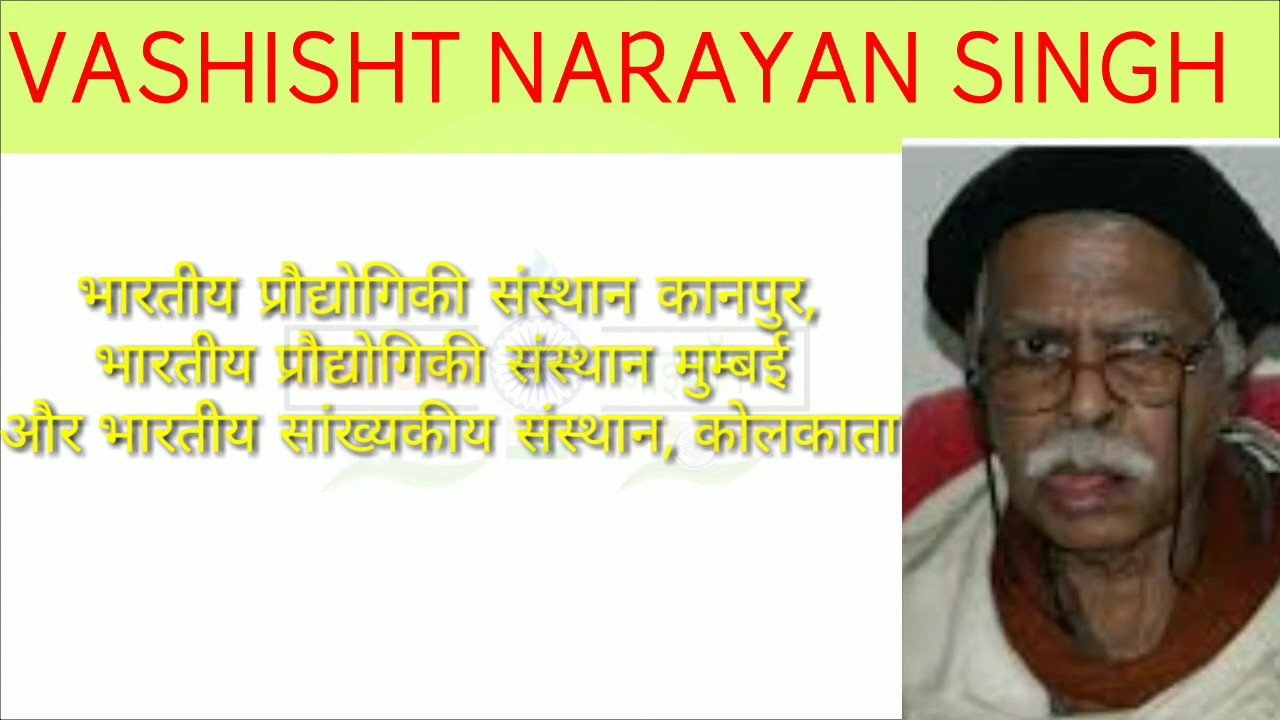 VASHISHT NARAYAN SINGH
भारतीय प्रौद्योगिकी संस्थान कानपुर,
भारतीय प्रौद्योगिकी संस्थान मुम्बई
और भारतीय सांख्यकीय संस्थान, कोलकाता